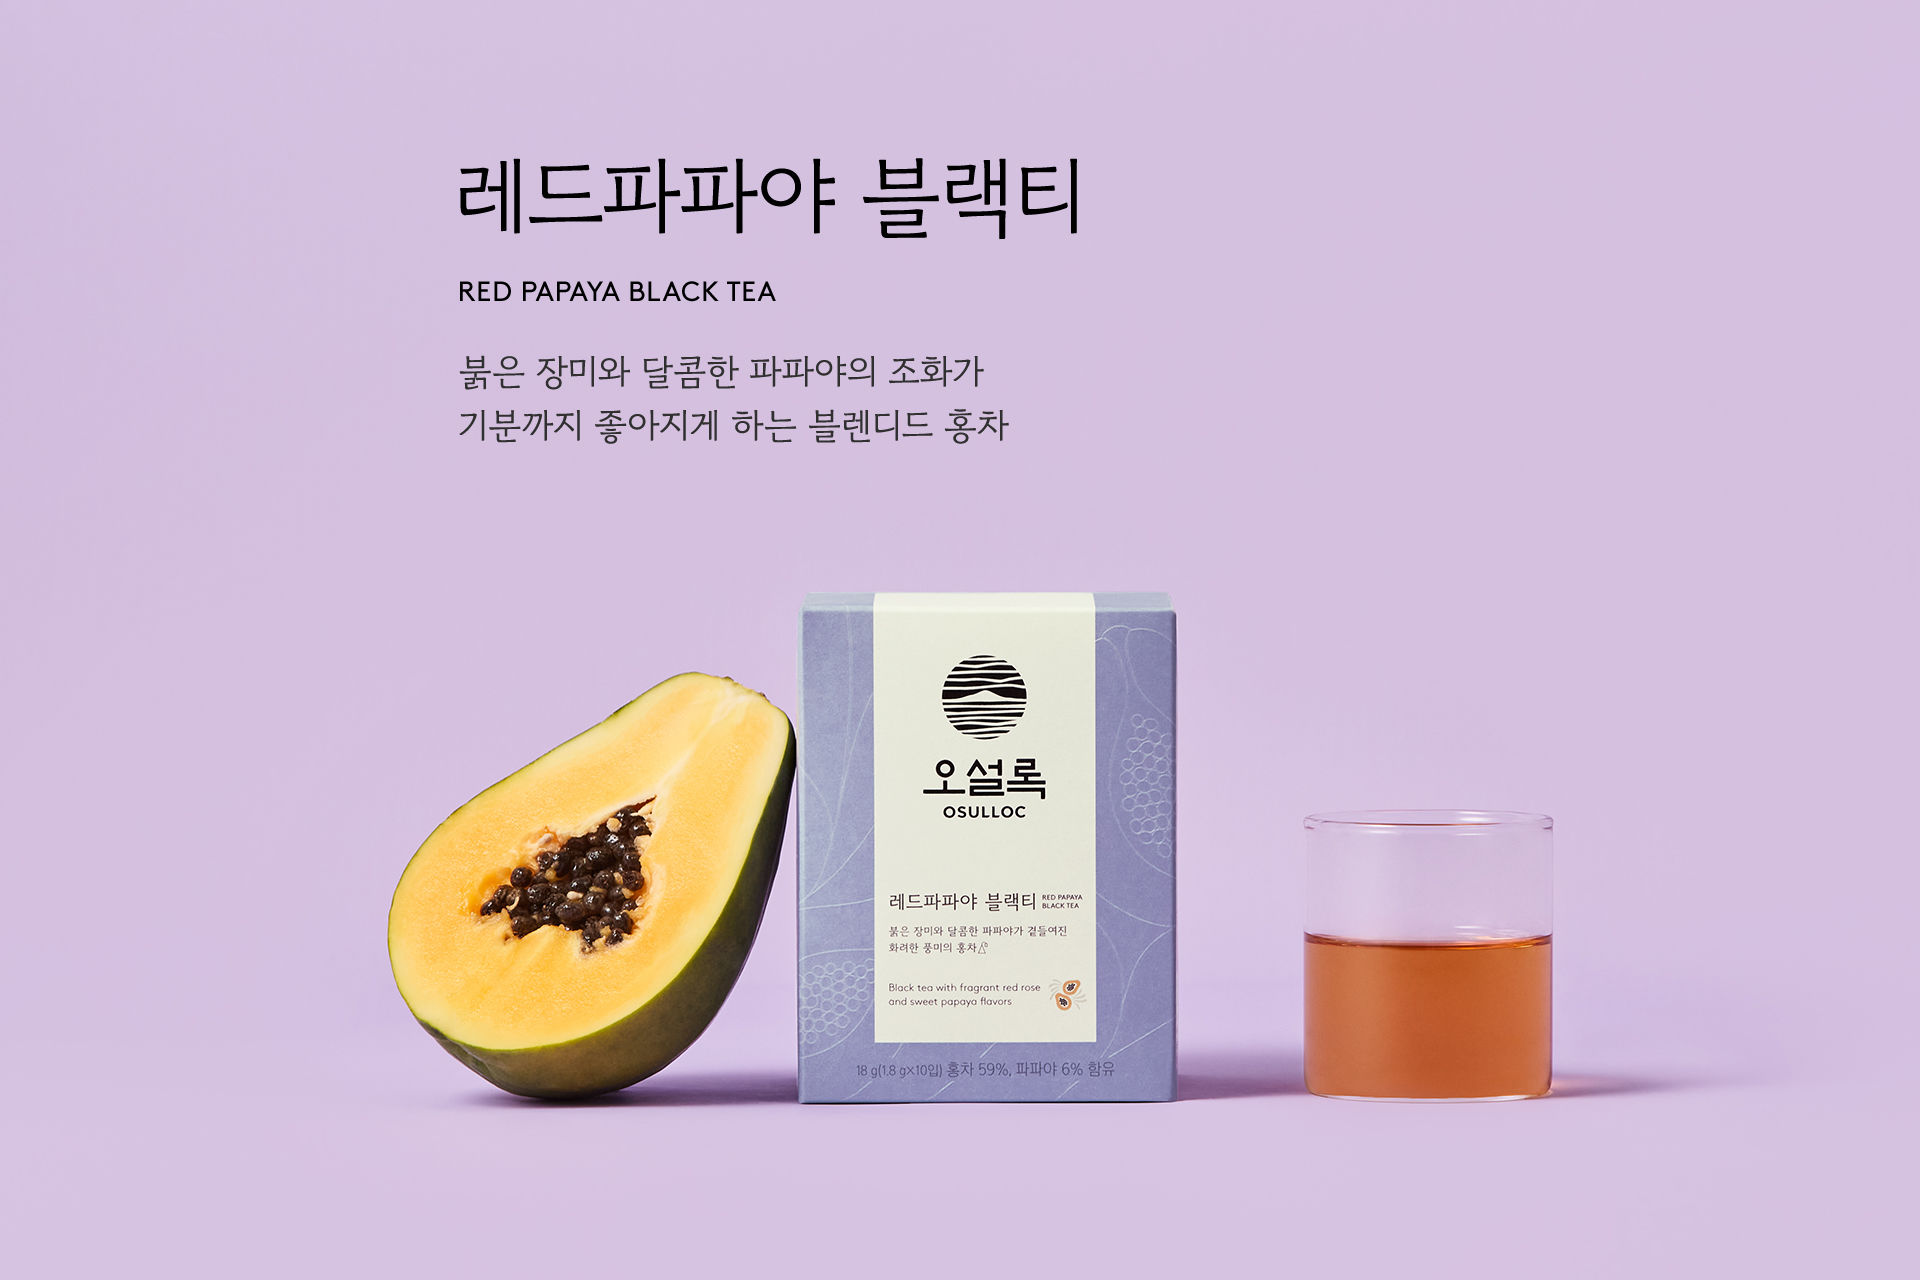 레드파파야 블랙티
RED PAPAYA BLACK TEA
붉은 장미와 달콤한 파파야의 조화가
기분까지 좋아지게 하는 블렌디드 홍차
오설록
OSULLOC
레드파파야 블랙티
RED PAPAYA
BLACK TEA
붉은 장미와 달콤한 파파야가 곁들여진
화려한 풍미의 홍차
Black tea with fragrant red rose
and sweet papaya flavors
18 g(1.8 g×10입) 홍차 59%, 파파야 6% 함유